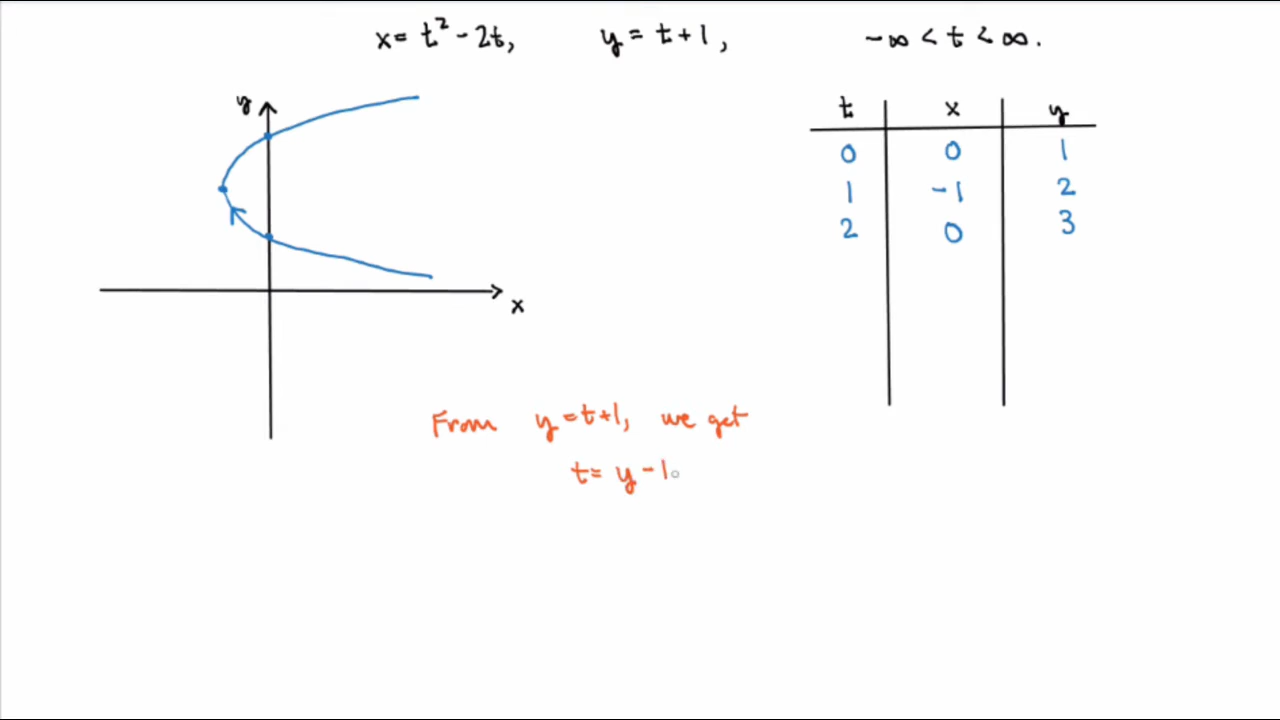 x = t² - 2t, y = t + 1, -∞ < t < ∞.
y
x
t x y
0 0 1
1 -1 2
2 0 3
From y = t + 1, we get
t = y - 1